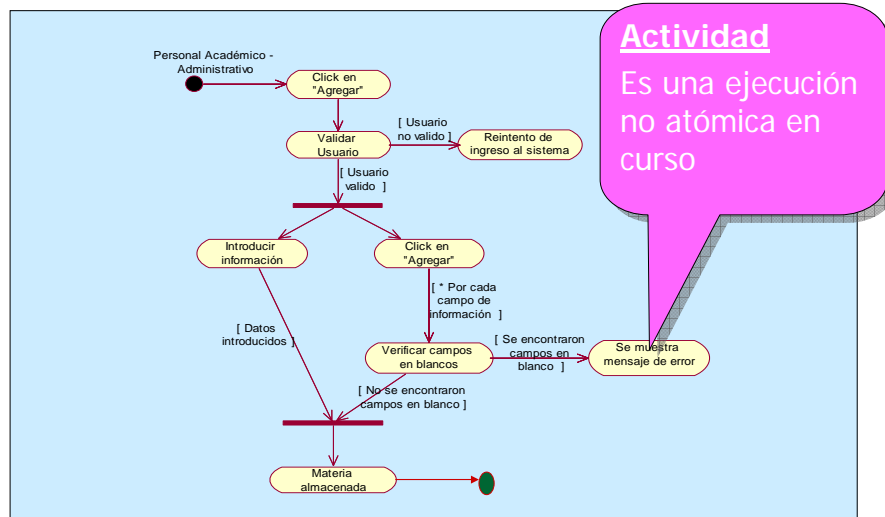 Actividad
Es una ejecución
no atómica en
curso
Personal Académico -
Administrativo
Click en
"Agregar"
Validar
Usuario
[ Usuario
no valido ]
Reintento de
ingreso al sistema
[ Usuario
valido ]
Introducir
información
Click en
"Agregar"
[ * Por cada
campo de
información ]
[ Datos
introducidos ]
Verificar campos
en blancos
[ Se encontraron
campos en
blanco ]
Se muestra
mensaje de error
[ No se encontraron
campos en blanco ]
Materia
almacenada